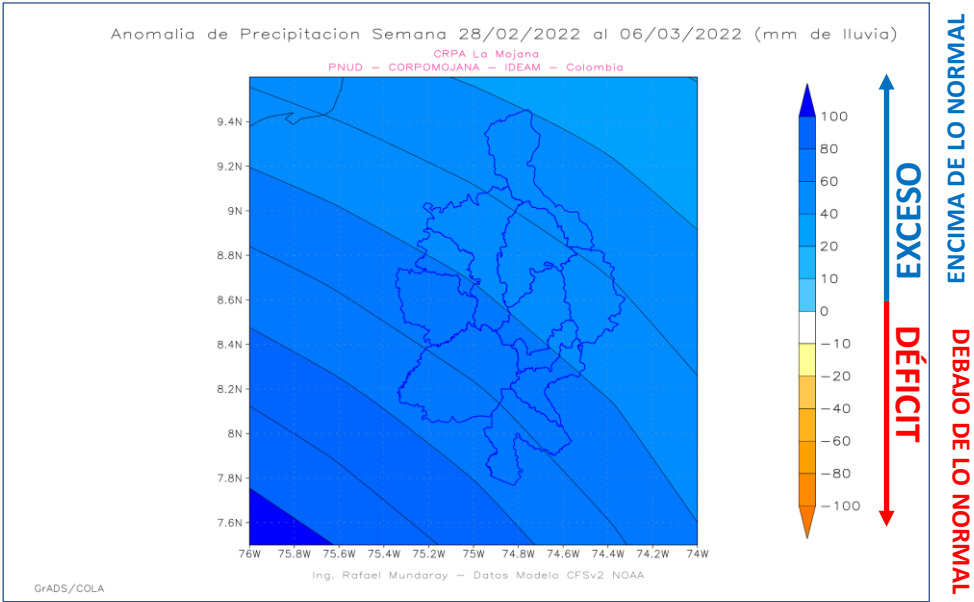 Anomalia de Precipitacion Semana 28/02/2022 al 06/03/2022 (mm de lluvia)
CRPA La Mojana
PNUD – CORPOMOJANA – IDEAM – Colombia
9.4N
9.2N
9N
8.8N
8.6N
8.4N
8.2N
8N
7.8N
7.6N
76W 75.8W 75.6W 75.4W 75.2W 75W 74.8W 74.6W 74.4W 74.2W 74W
100
80
60
40
20
10
0
−10
−20
−40
−60
−80
−100
EXCESO
DÉFICIT
ENCIMA DE LO NORMAL
DEBAJO DE LO NORMAL
Ing. Rafael Mundaray – Datos Modelo CFSv2 NOAA
GrADS/COLA